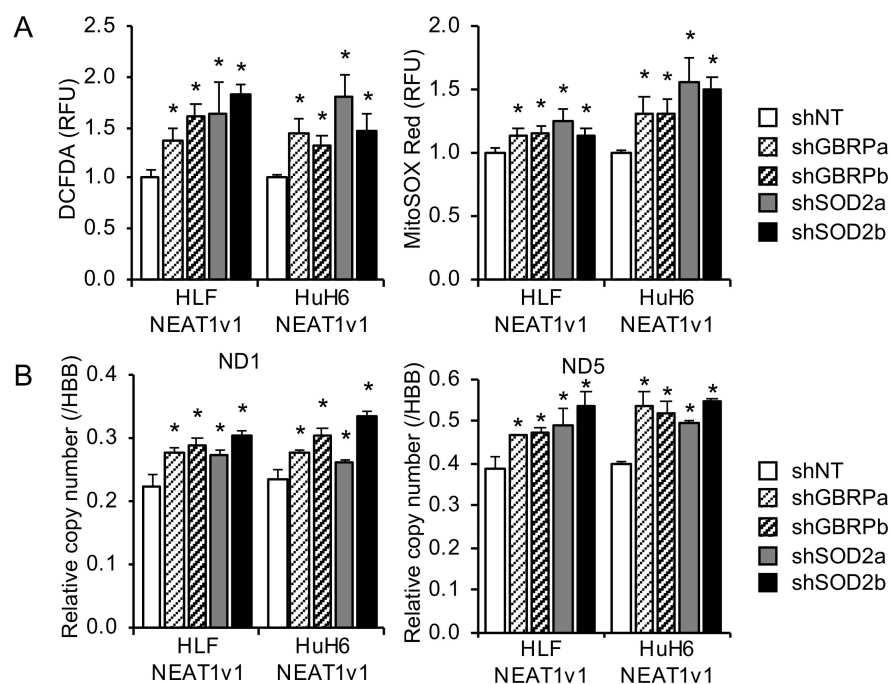 A
DCFDA (RFU)
2.5
2.0
1.5
1.0
0.5
0.0
* * * * * * * *
HLF HuH6
NEAT1v1 NEAT1v1
MitoSOX Red (RFU)
2.0
1.5
1.0
0.5
0.0
* * * * * * * *
HLF HuH6
NEAT1v1 NEAT1v1
shNT
shGBRPa
shGBRPb
shSOD2a
shSOD2b
B
ND1
Relative copy number (/HBB)
0.4
0.3
0.2
0.1
0.0
* * * * * * * *
HLF HuH6
NEAT1v1 NEAT1v1
ND5
Relative copy number (/HBB)
0.6
0.5
0.4
0.3
0.2
0.1
0.0
* * * * * * * *
HLF HuH6
NEAT1v1 NEAT1v1
shNT
shGBRPa
shGBRPb
shSOD2a
shSOD2b